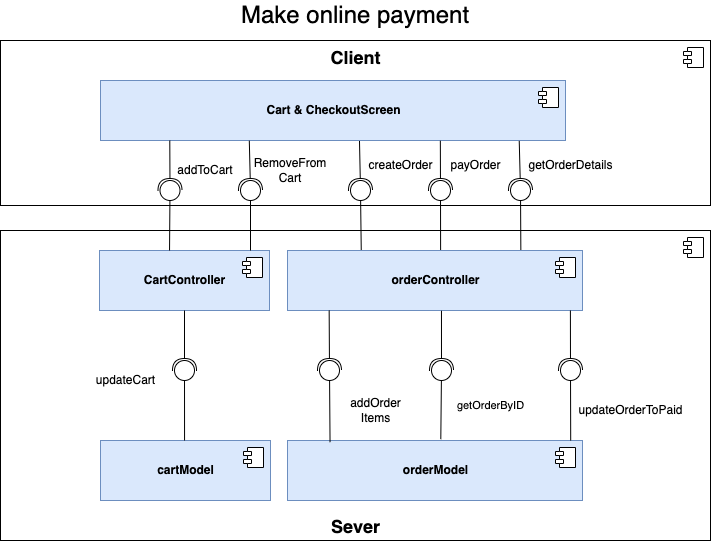 Make online payment
Client
Cart & CheckoutScreen
addToCart
RemoveFrom
Cart
createOrder
payOrder
getOrderDetails
CartController
orderController
updateCart
addOrder
Items
getOrderByID
updateOrderToPaid
cartModel
orderModel
Sever